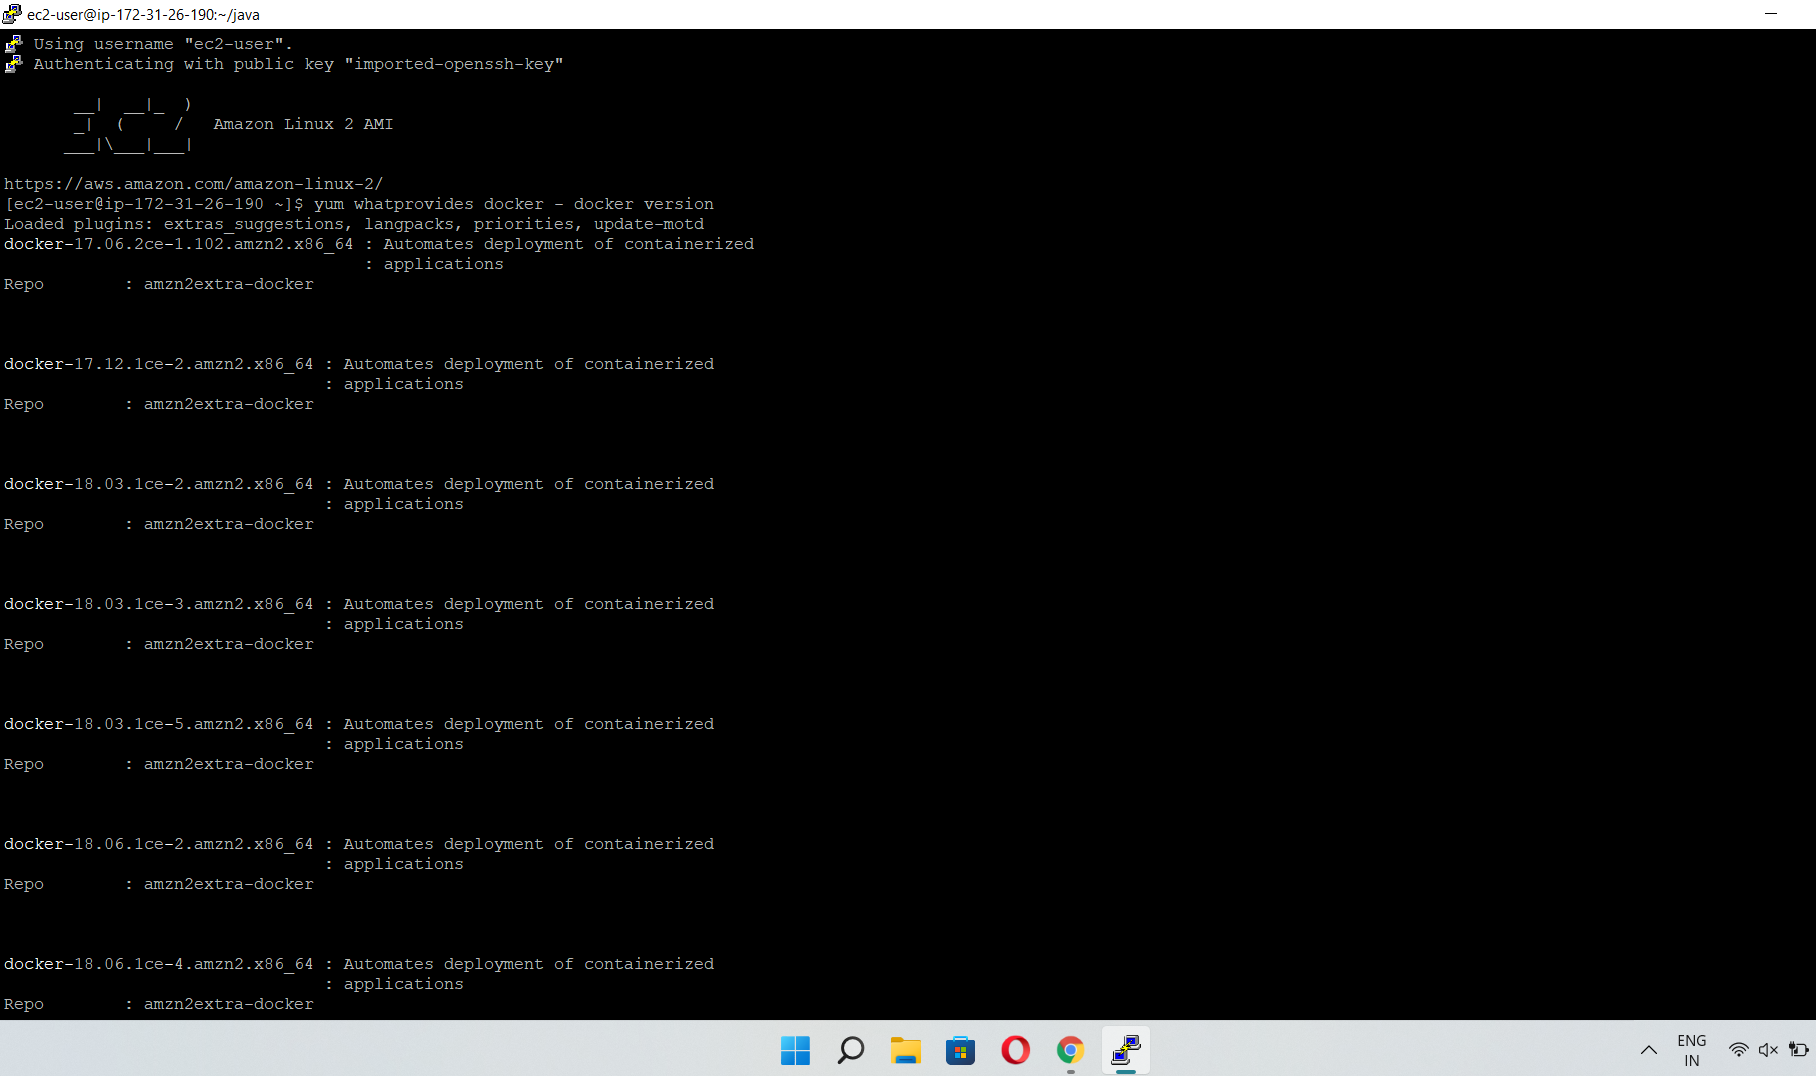 ec2-user@ip-172-31-26-190:~/java
Using username "ec2-user".
Authenticating with public key "imported-openssh-key"
__|  __|_  )
_|  (     /   Amazon Linux 2 AMI
___|\___|___|
https://aws.amazon.com/amazon-linux-2/
[ec2-user@ip-172-31-26-190 ~]$ yum whatprovides docker - docker version
Loaded plugins: extras_suggestions, langpacks, priorities, update-motd
docker-17.06.2ce-1.102.amzn2.x86_64 : Automates deployment of containerized
: applications
Repo        : amzn2extra-docker
docker-17.12.1ce-2.amzn2.x86_64 : Automates deployment of containerized
: applications
Repo        : amzn2extra-docker
docker-18.03.1ce-2.amzn2.x86_64 : Automates deployment of containerized
: applications
Repo        : amzn2extra-docker
docker-18.03.1ce-3.amzn2.x86_64 : Automates deployment of containerized
: applications
Repo        : amzn2extra-docker
docker-18.03.1ce-5.amzn2.x86_64 : Automates deployment of containerized
: applications
Repo        : amzn2extra-docker
docker-18.06.1ce-2.amzn2.x86_64 : Automates deployment of containerized
: applications
Repo        : amzn2extra-docker
docker-18.06.1ce-4.amzn2.x86_64 : Automates deployment of containerized
: applications
Repo        : amzn2extra-docker
ENG
IN